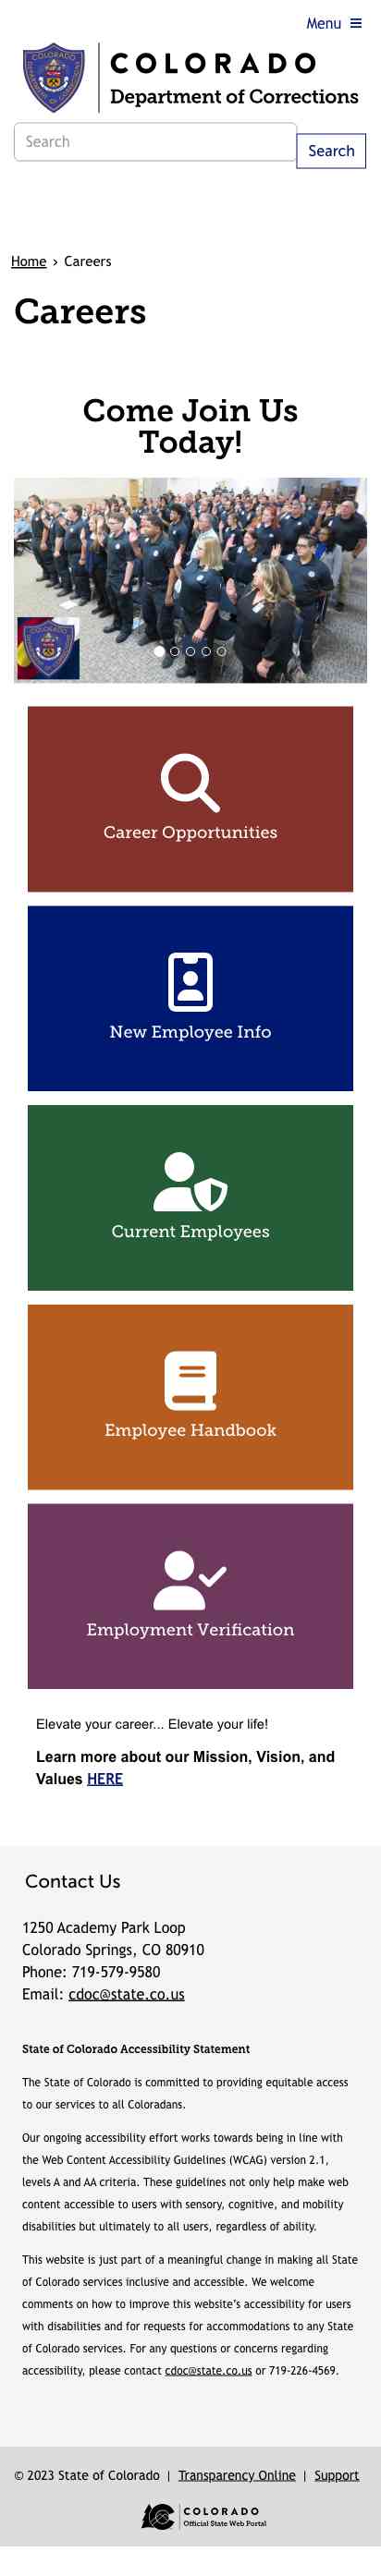 Menu
COLORADO
Department of Corrections
Search
Search
Home › Careers
Careers
Come Join Us
Today!
Career Opportunities
New Employee Info
Current Employees
Employee Handbook
Employment Verification
Elevate your career... Elevate your life!
Learn more about our Mission, Vision, and
Values HERE
Contact Us
1250 Academy Park Loop
Colorado Springs, CO 80910
Phone: 719-579-9580
Email: cdoc@state.co.us
State of Colorado Accessibility Statement
The State of Colorado is committed to providing equitable access
to our services to all Coloradans.
Our ongoing accessibility effort works towards being in line with
the Web Content Accessibility Guidelines (WCAG) version 2.1,
levels A and AA criteria. These guidelines not only help make web
content accessible to users with sensory, cognitive, and mobility
disabilities but ultimately to all users, regardless of ability.
This website is just part of a meaningful change in making all State
of Colorado services inclusive and accessible. We welcome
comments on how to improve this website's accessibility for users
with disabilities and for requests for accommodations to any State
of Colorado services. For any questions or concerns regarding
accessibility, please contact cdoc@state.co.us or 719-226-4569.
© 2023 State of Colorado | Transparency Online | Support
COLORADO
Official State Web Portal